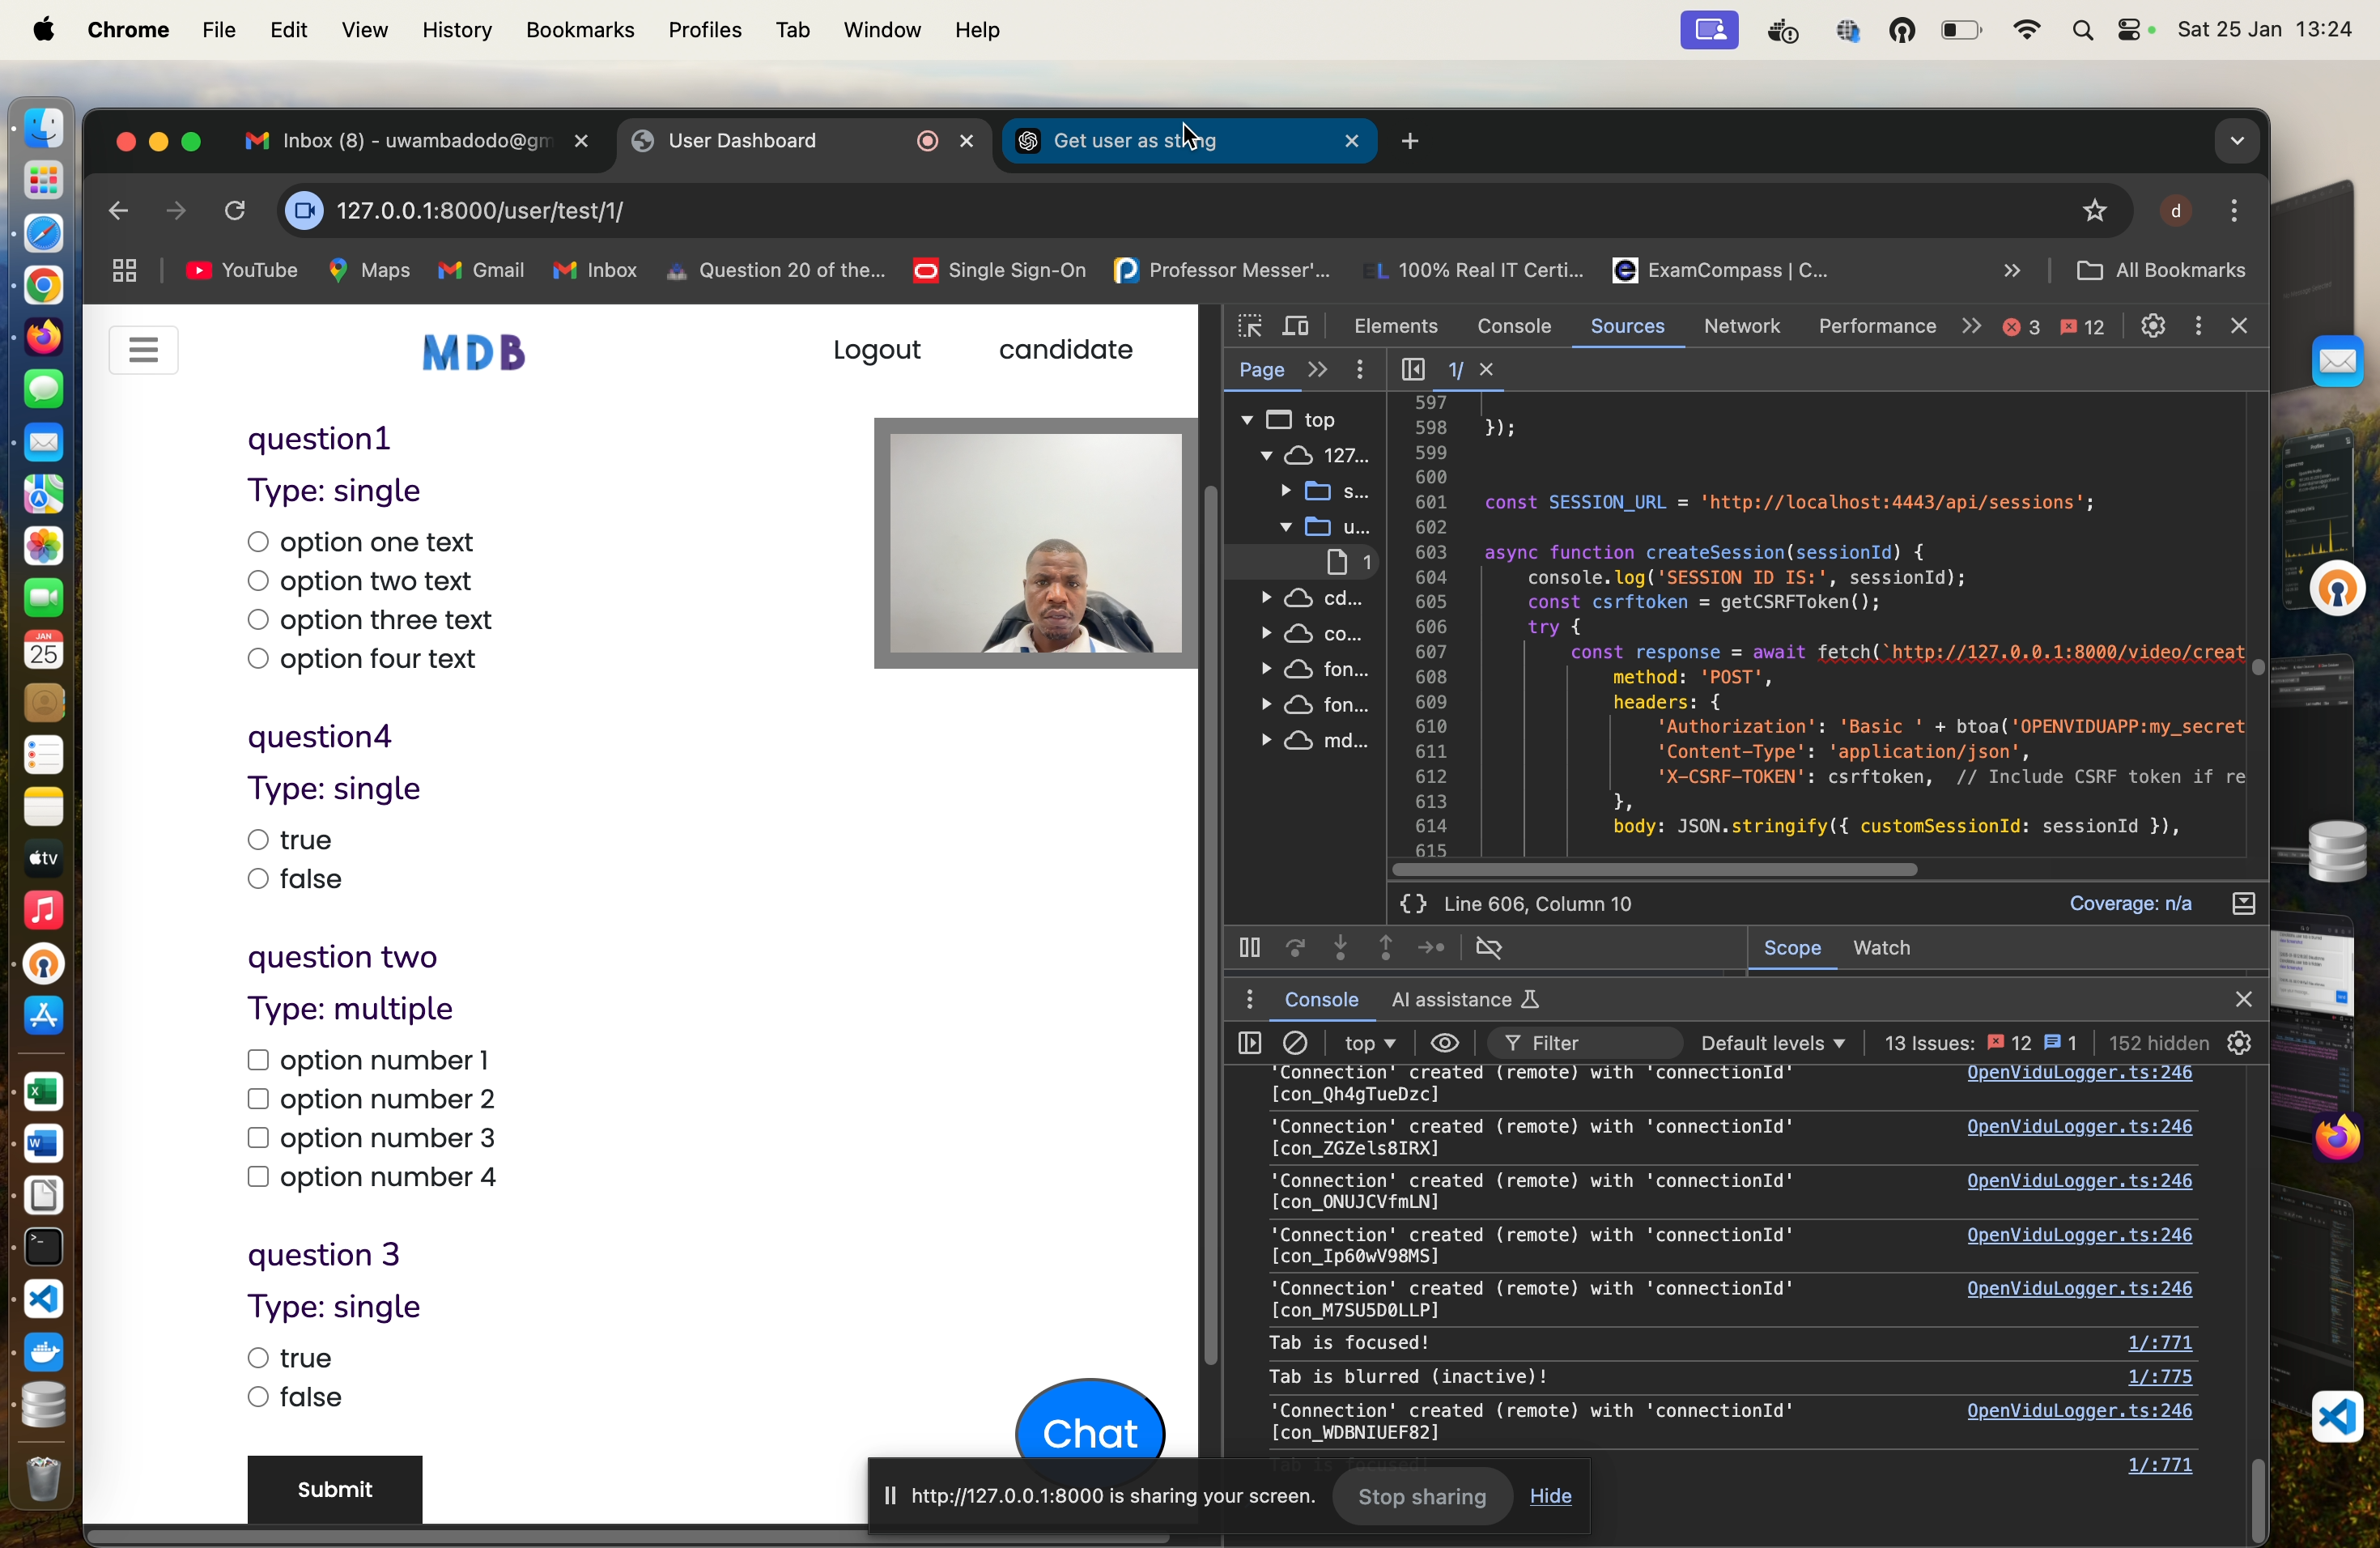 Chrome File Edit View History Bookmarks Profiles Tab Window Help
Sat 25 Jan 13:24
Inbox (8) - uwambadodo@gm
User Dashboard
Get user as string
127.0.0.1:8000/user/test/1/
d
YouTube Maps Gmail Inbox Question 20 of the... Single Sign-On Professor Messer'... 100% Real IT Certi... ExamCompass | C... All Bookmarks
MDB
Logout candidate
question1
Type: single
option one text
option two text
option three text
option four text
question4
Type: single
true
false
question two
Type: multiple
option number 1
option number 2
option number 3
option number 4
question 3
Type: single
true
false
Submit
Chat
Elements Console Sources Network Performance 3 12
Page
1/
top
127...
s...
u...
1
cd...
co...
fon...
fon...
md...
597
598 });
599
600
601 const SESSION_URL = 'http://localhost:4443/api/sessions';
602
603 async function createSession(sessionId) {
604 console.log('SESSION ID IS:', sessionId);
605 const csrftoken = getCSRFToken();
606 try {
607 const response = await fetch(`http://127.0.0.1:8000/video/creat
608 method: 'POST',
609 headers: {
610 'Authorization': 'Basic ' + btoa('OPENVIDUAPP:my_secret
611 'Content-Type': 'application/json',
612 'X-CSRF-TOKEN': csrftoken, // Include CSRF token if re
613 },
614 body: JSON.stringify({ customSessionId: sessionId }),
615
{} Line 606, Column 10 Coverage: n/a
Scope Watch
Console AI assistance
top Filter Default levels 13 Issues: 12 1 152 hidden
'Connection' created (remote) with 'connectionId' OpenViduLogger.ts:246
[con_Qh4gTueDzc]
'Connection' created (remote) with 'connectionId' OpenViduLogger.ts:246
[con_ZGZels8IRX]
'Connection' created (remote) with 'connectionId' OpenViduLogger.ts:246
[con_ONUJCVfmLN]
'Connection' created (remote) with 'connectionId' OpenViduLogger.ts:246
[con_Ip60wV98MS]
'Connection' created (remote) with 'connectionId' OpenViduLogger.ts:246
[con_M7SU5D0LLP]
Tab is focused! 1/:771
Tab is blurred (inactive)! 1/:775
'Connection' created (remote) with 'connectionId' OpenViduLogger.ts:246
[con_WDBNIUEF82]
Tab is focused! 1/:771
http://127.0.0.1:8000 is sharing your screen. Stop sharing Hide
JAN
25
tv